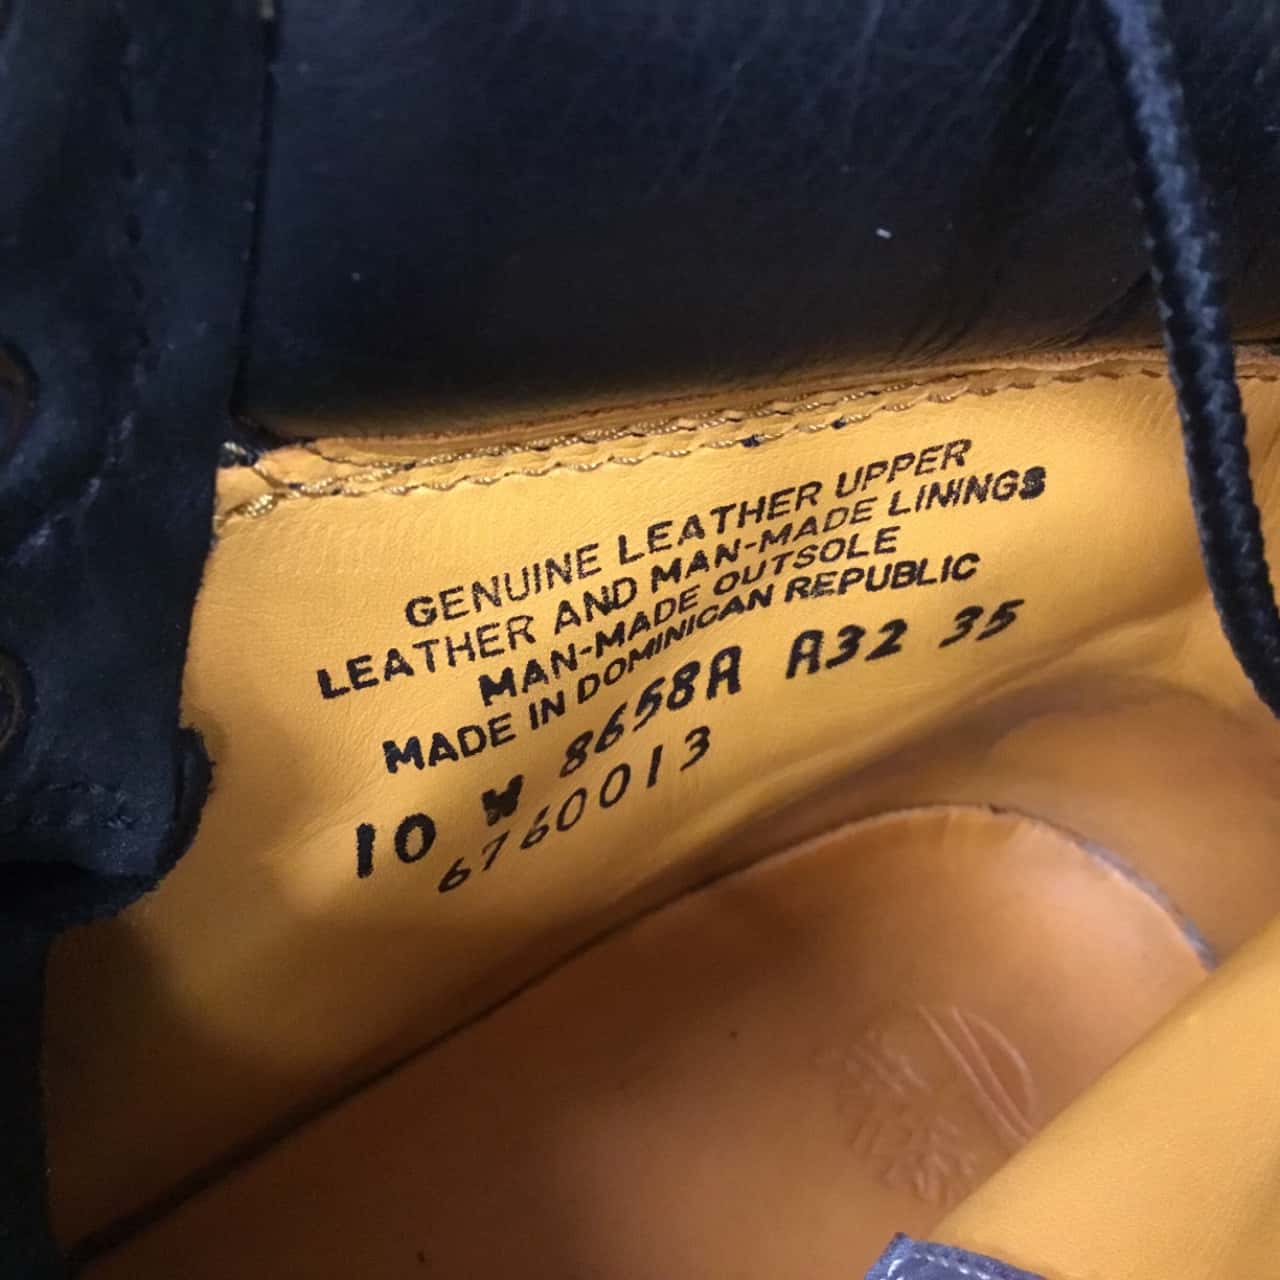 GENUINE LEATHER UPPER
LEATHER AND MAN-MADE LININGS
MAN-MADE OUTSOLE
MADE IN DOMINICAN REPUBLIC
10 W 8658A A32 35
6760013